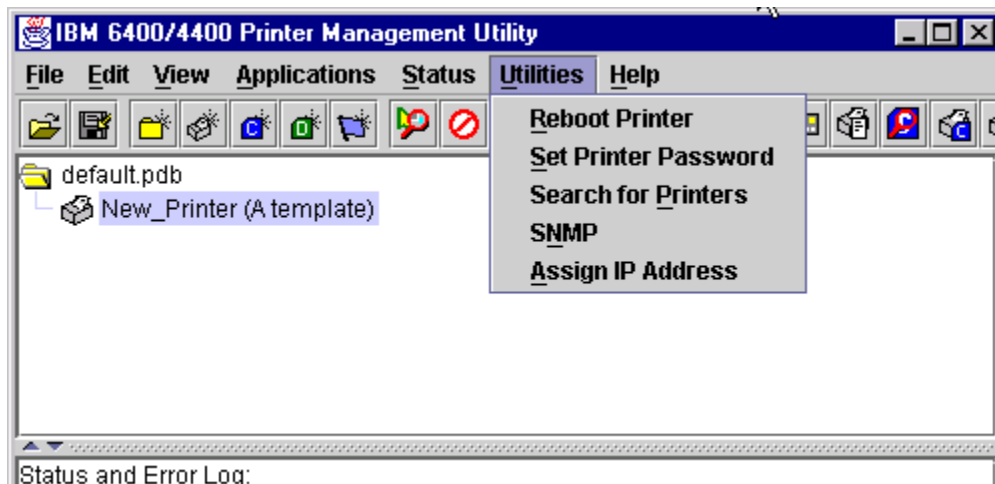 IBM 6400/4400 Printer Management Utility
File Edit View Applications Status Utilities Help
Reboot Printer
Set Printer Password
Search for Printers
SNMP
Assign IP Address
default.pdb
New_Printer (A template)
Status and Error Log: